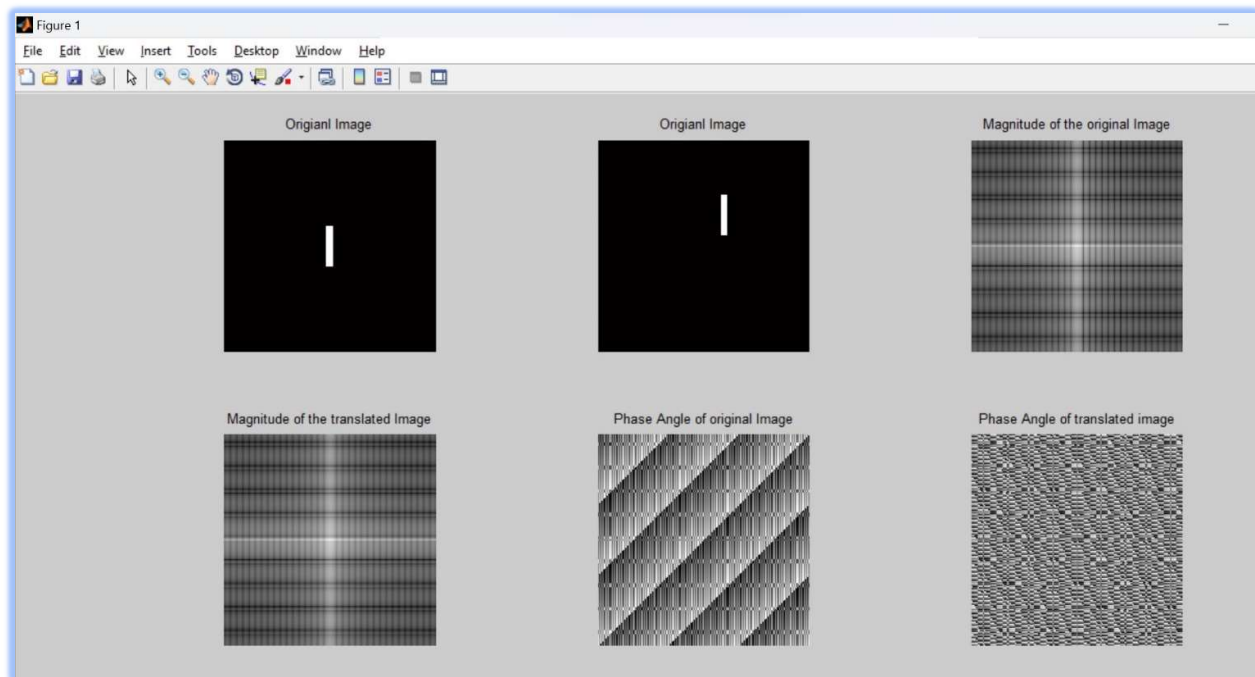 Figure 1
File Edit View Insert Tools Desktop Window Help
Origianl Image
Origianl Image
Magnitude of the original Image
Magnitude of the translated Image
Phase Angle of original Image
Phase Angle of translated image